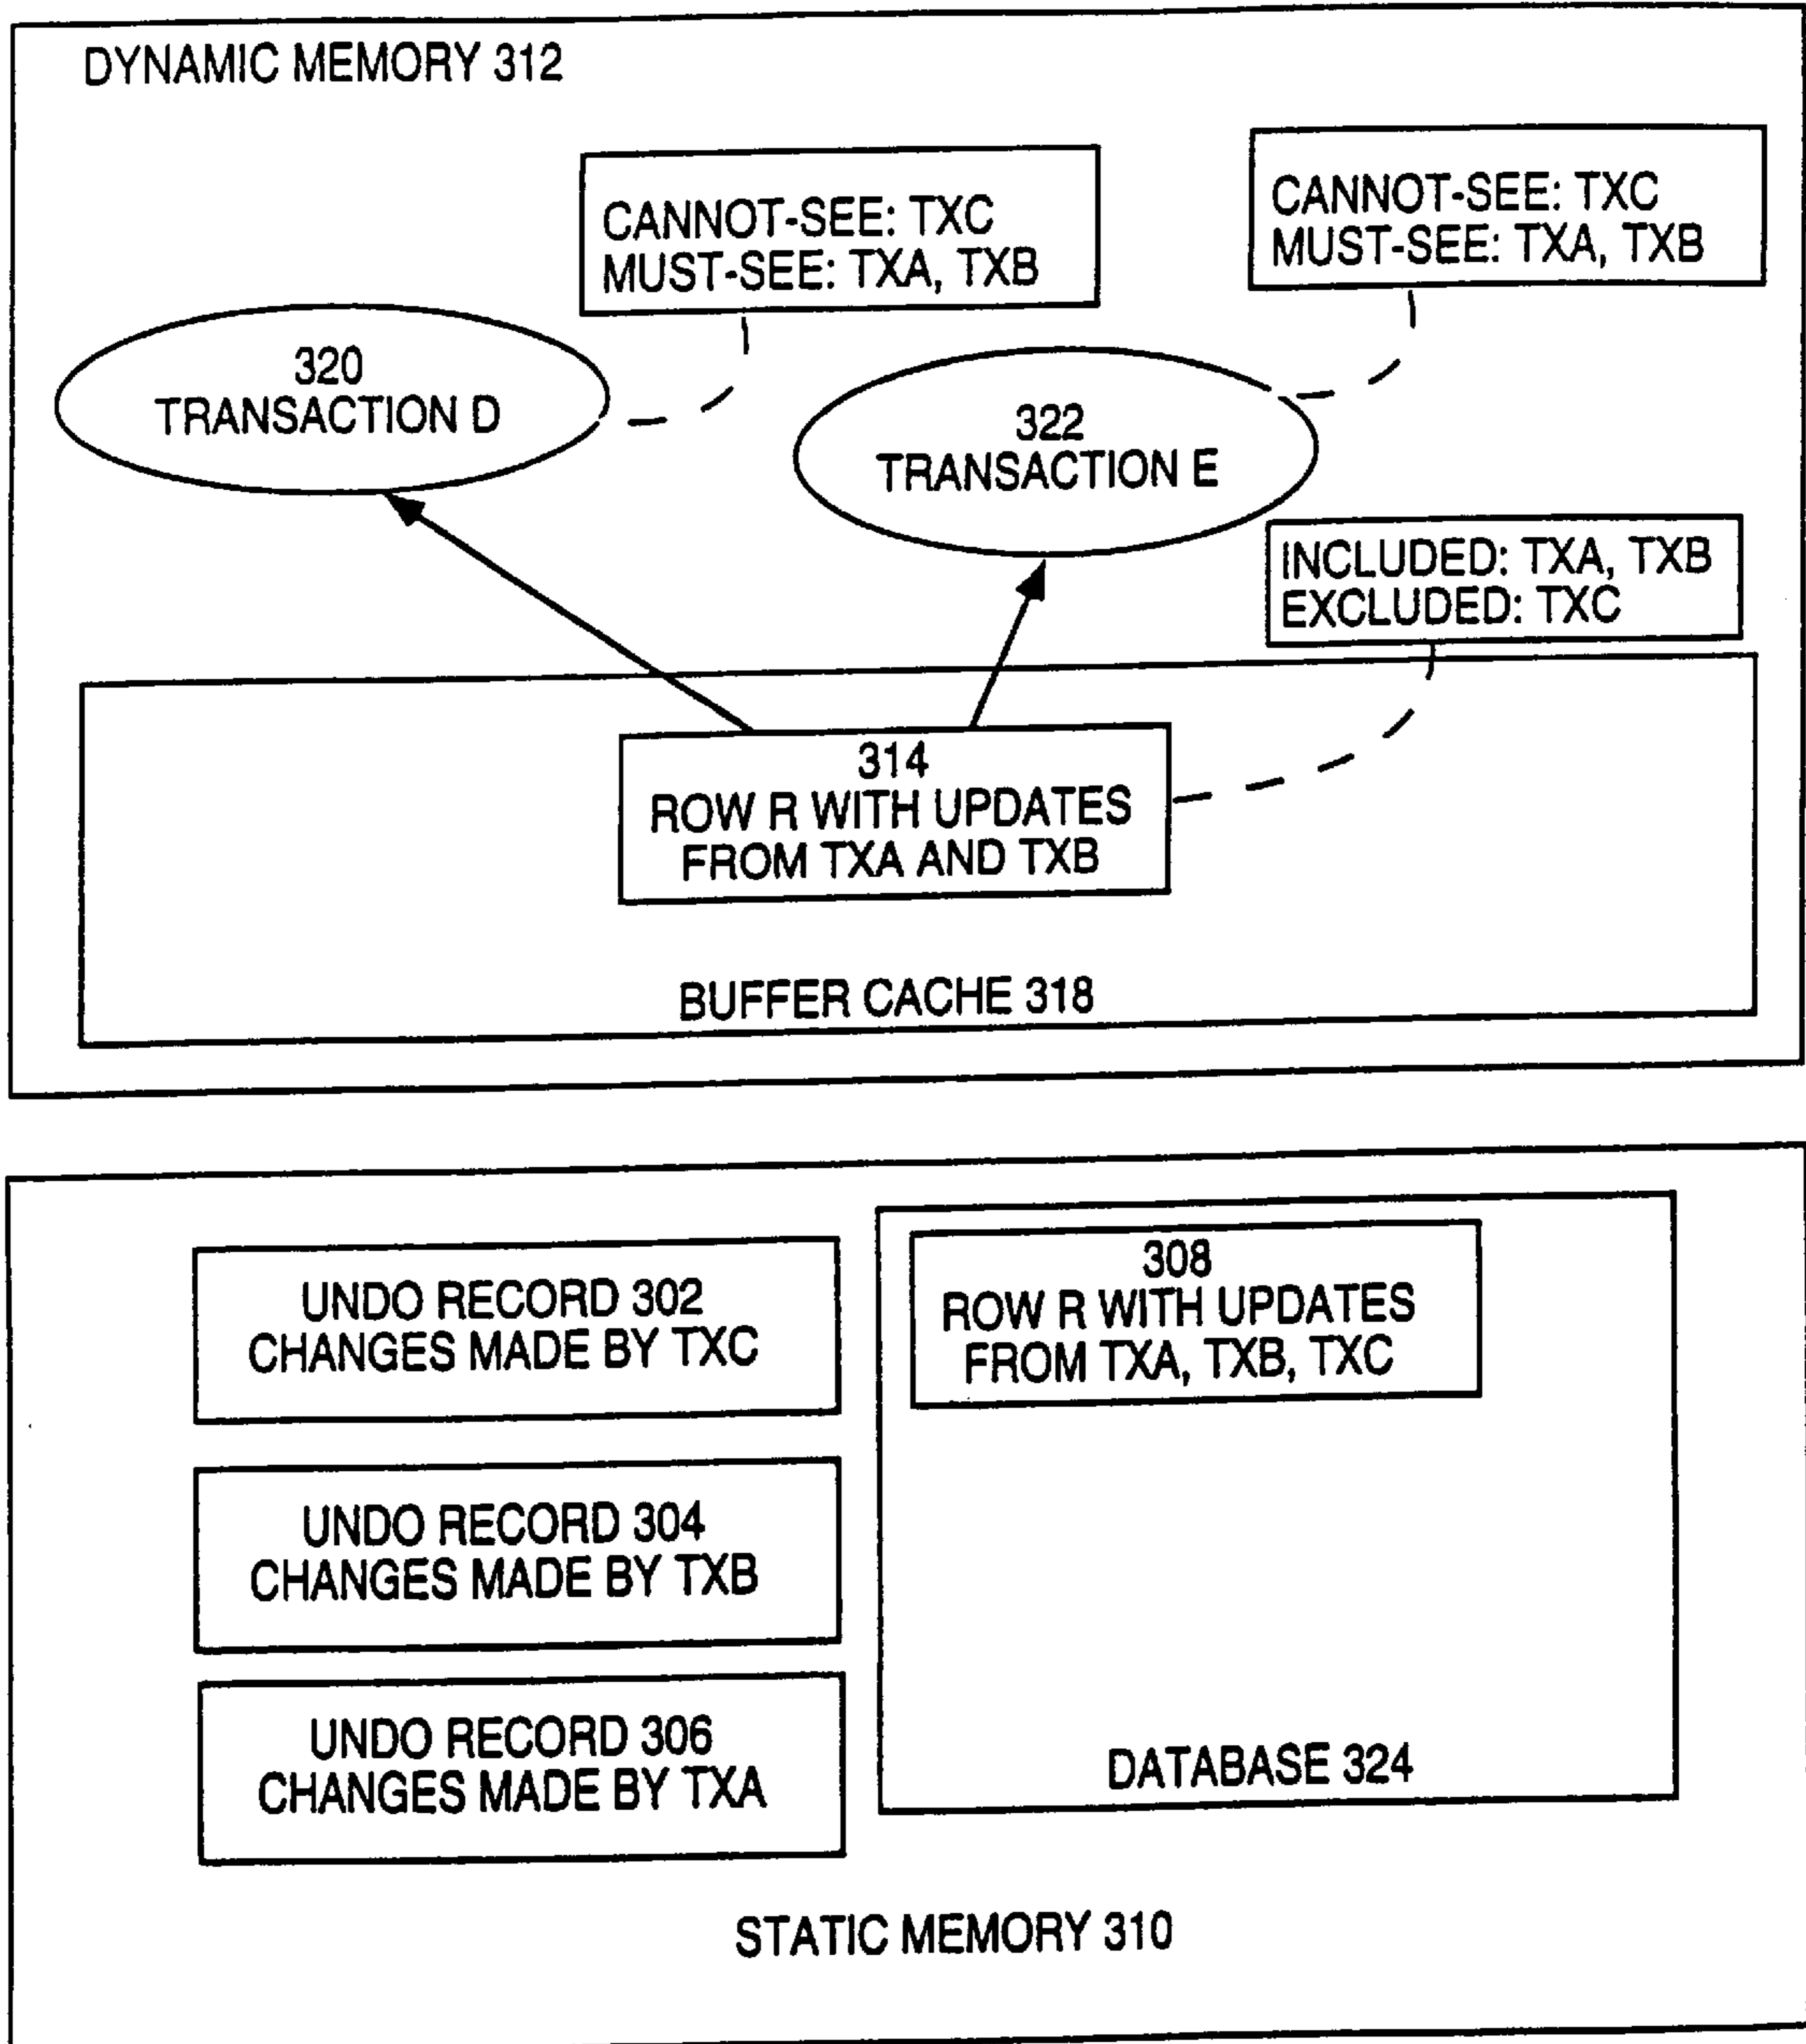 DYNAMIC MEMORY 312
CANNOT-SEE: TXC
MUST-SEE: TXA, TXB
CANNOT-SEE: TXC
MUST-SEE: TXA, TXB
320
TRANSACTION D
322
TRANSACTION E
INCLUDED: TXA, TXB
EXCLUDED: TXC
314
ROW R WITH UPDATES
FROM TXA AND TXB
BUFFER CACHE 318
UNDO RECORD 302
CHANGES MADE BY TXC
308
ROW R WITH UPDATES
FROM TXA, TXB, TXC
UNDO RECORD 304
CHANGES MADE BY TXB
UNDO RECORD 306
CHANGES MADE BY TXA
DATABASE 324
STATIC MEMORY 310